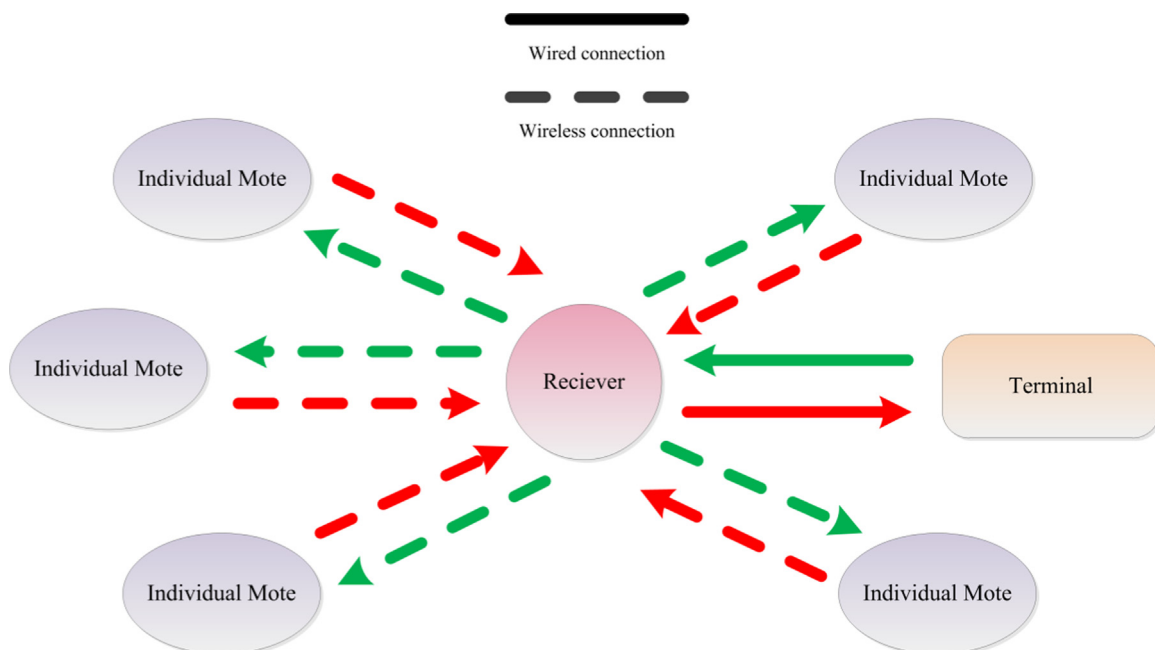 Wired connection
Wireless connection
Individual Mote
Individual Mote
Individual Mote
Reciever
Terminal
Individual Mote
Individual Mote